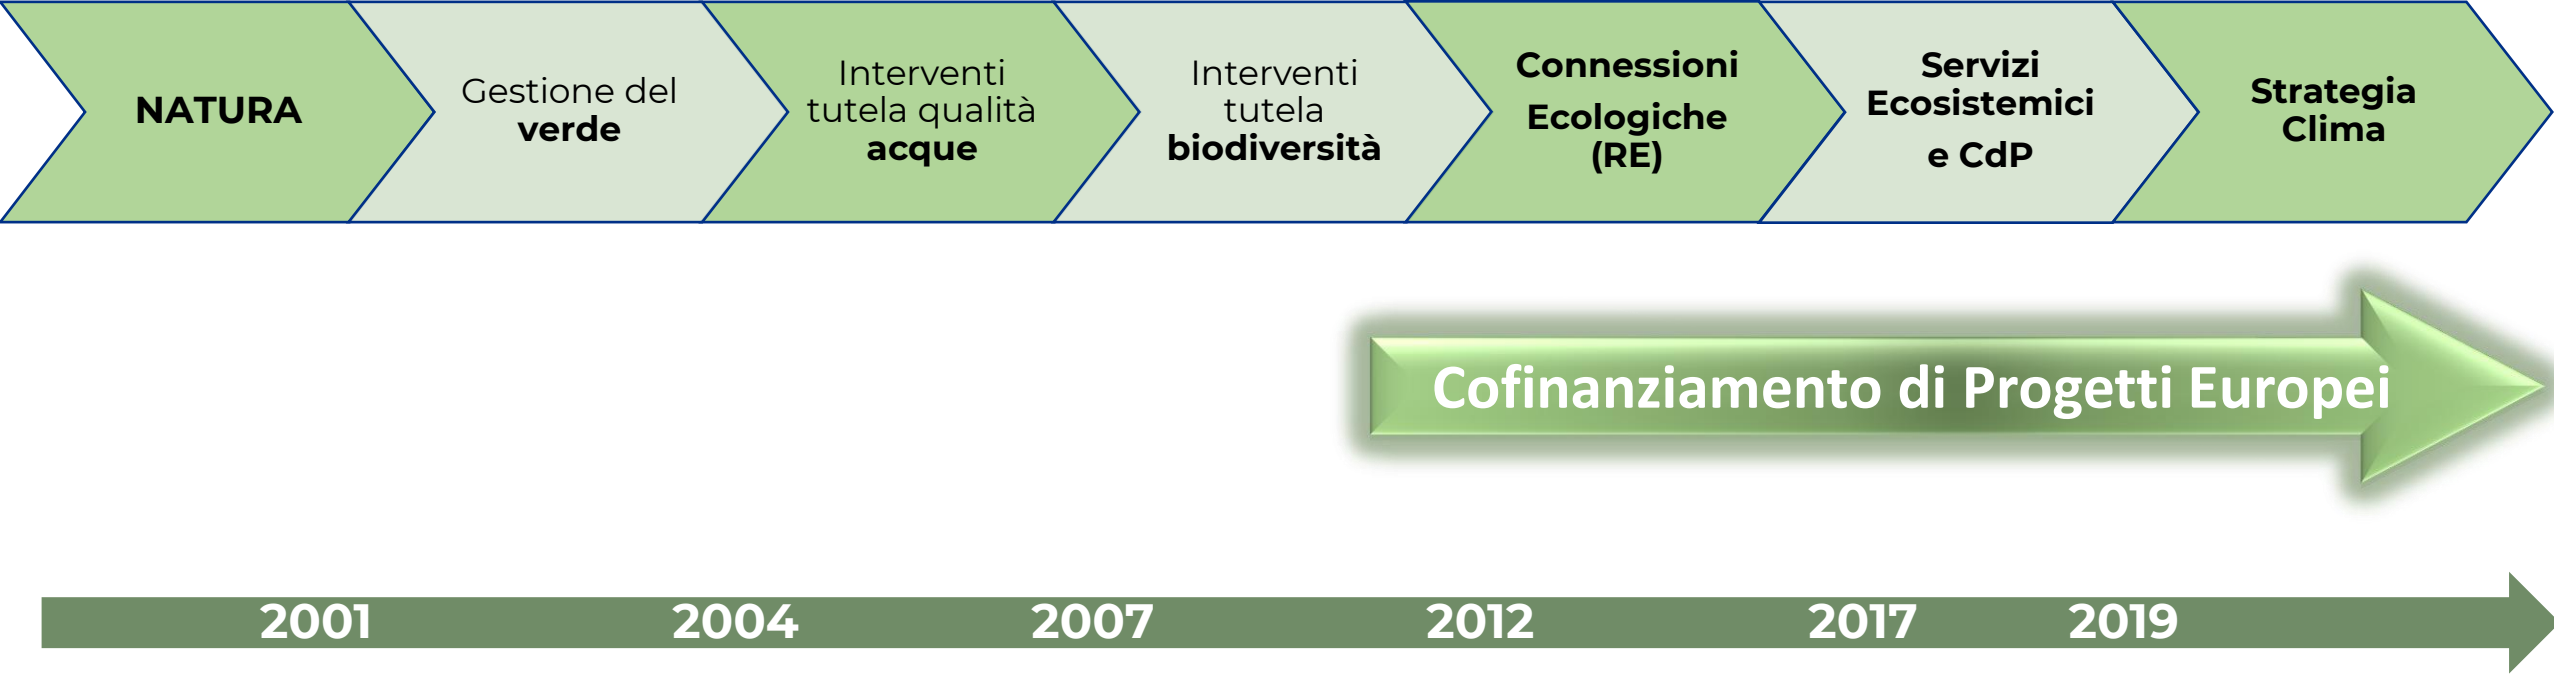 NATURA
Gestione del
verde
Interventi
tutela qualità
acque
Interventi
tutela
biodiversità
Connessioni
Ecologiche
(RE)
Servizi
Ecosistemici
e CdP
Strategia
Clima
Cofinanziamento di Progetti Europei
2001 2004 2007 2012 2017 2019